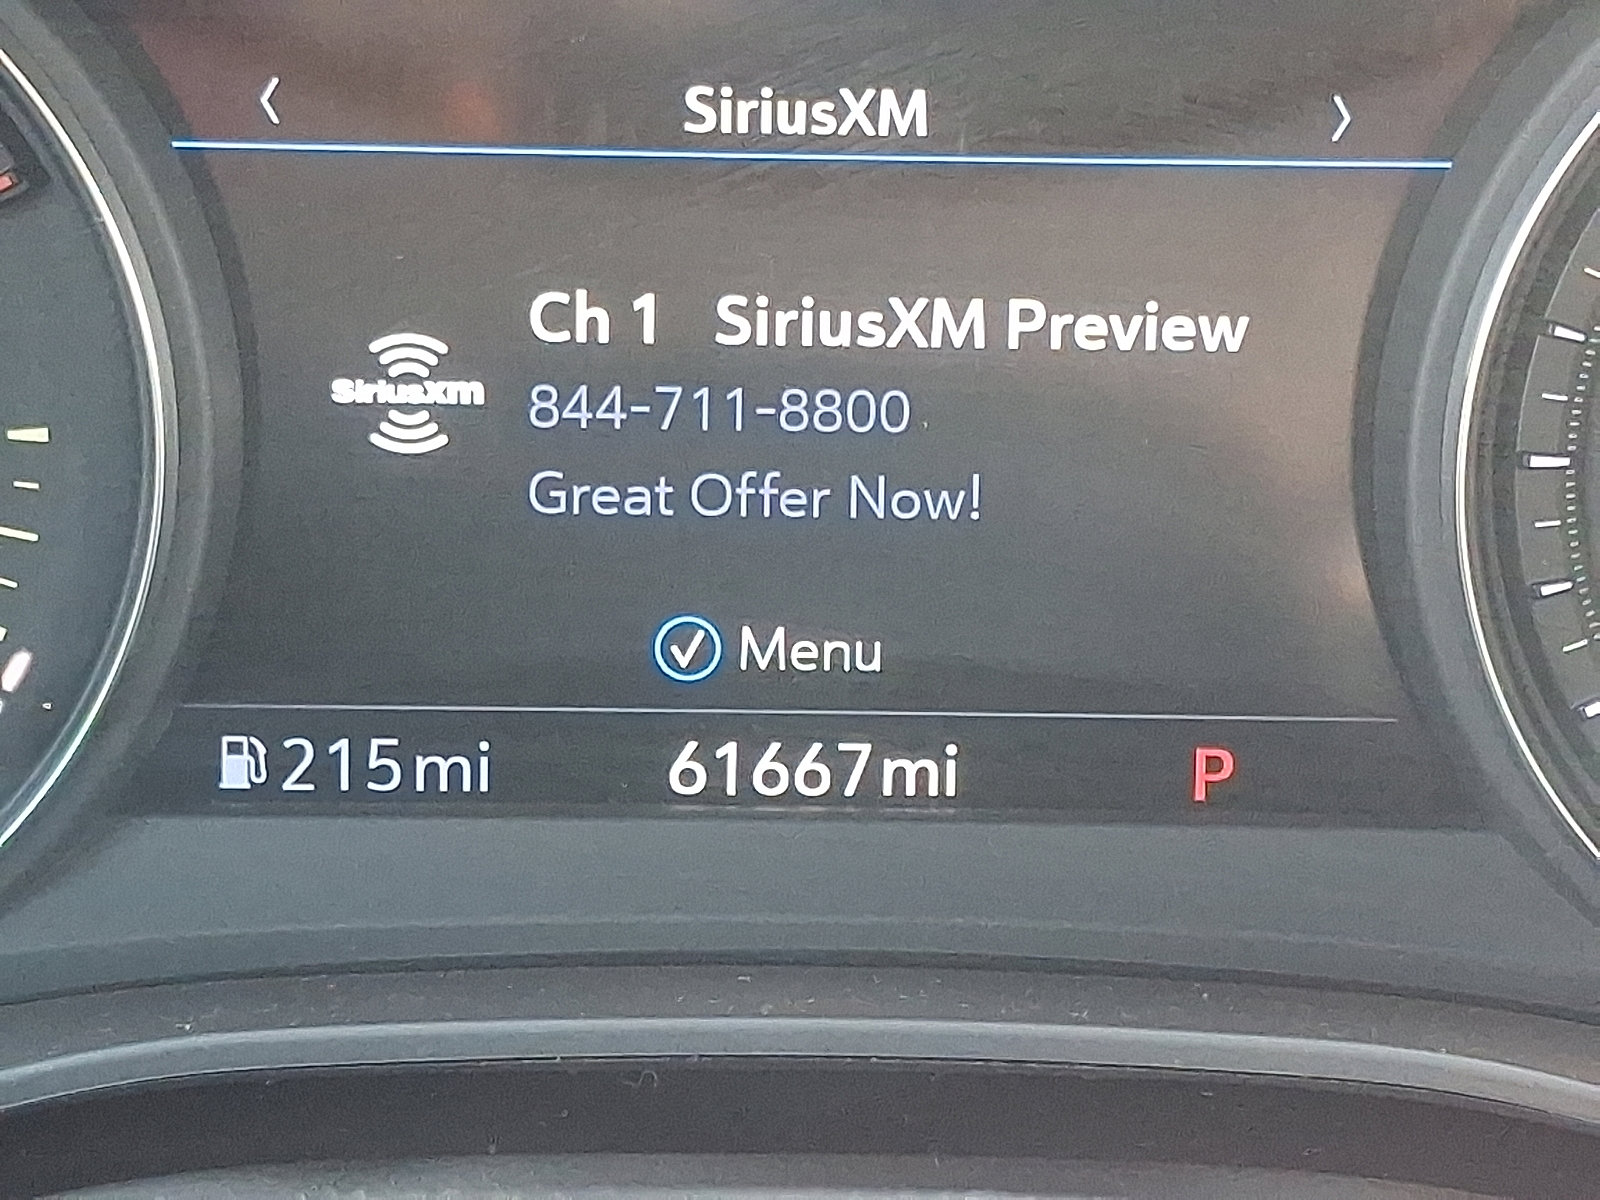 SiriusXM
Ch 1 SiriusXM Preview
SiriusXM
844-711-8800
Great Offer Now!
Menu
215mi 61667mi P